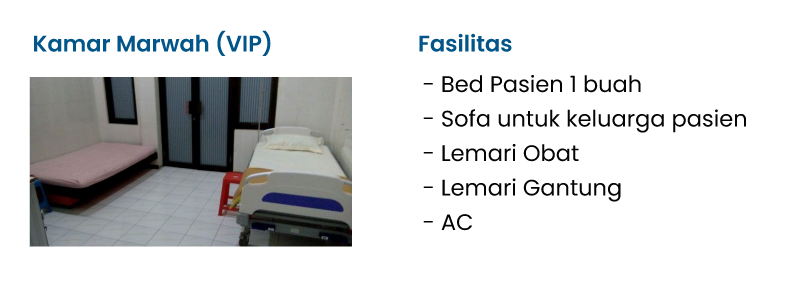 Kamar Marwah (VIP)
Fasilitas
- Bed Pasien 1 buah
- Sofa untuk keluarga pasien
- Lemari Obat
- Lemari Gantung
- AC